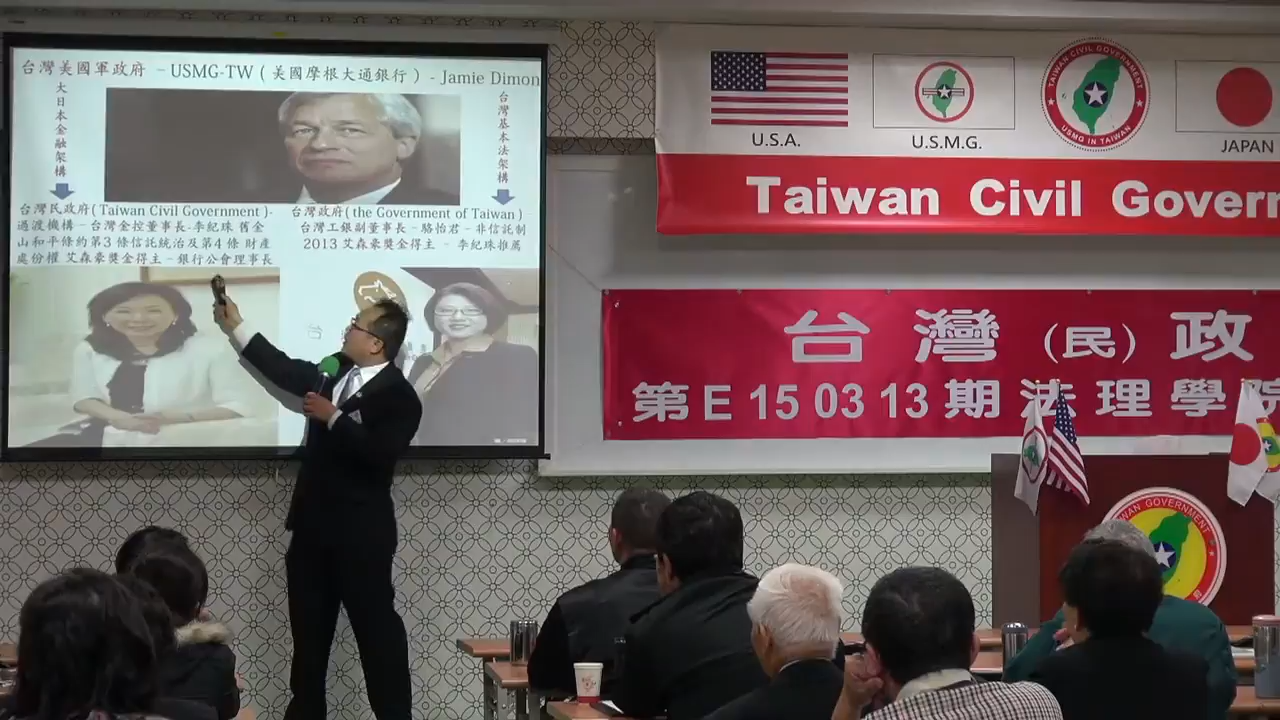 台灣美國軍政府 – USMG-TW ( 美國摩根大通銀行 ) - Jamie Dimon
大日本金融架構
台灣基本法架構
台灣民政府( Taiwan Civil Government )-
過渡機構 – 台灣金控董事長-李紀珠 舊金
山和平條約第3 條信託統治及第4 條 財產
處份權 艾森豪獎金得主 – 銀行公會理事長
台灣政府( the Government of Taiwan )
台灣工銀副董事長 – 駱怡君 – 非信託制
2013 艾森豪獎金得主 – 李紀珠推薦
U.S.A.
U.S.M.G.
TAIWAN CIVIL GOVERNMENT
USMG IN TAIWAN
JAPAN
Taiwan Civil Govern
台灣(民)政
第E 15 03 13 期法理學院
WAN GOVERNMENT